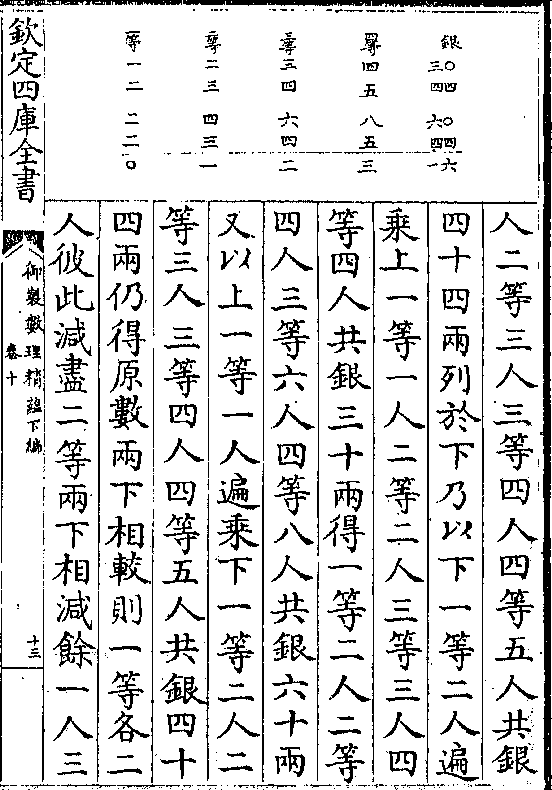 銀 三〇 四四 六〇 四四 一六
四等 四 五 八 五 三
三等 三 四 六 四 二
二等 二 三 四 三 一
一等 一 二 二 二 〇
人二等三人三等四人四等五人共銀
四十四兩列於下乃以下一等二人遍
乘上一等一人二等二人三等三人四
等四人共銀三十兩得一等二人二等
四人三等六人四等八人共銀六十兩
又以上一等一人遍乘下一等二人二
等三人三等四人四等五人共銀四十
四兩仍得原數兩下相較則一等各二
人彼此減盡二等兩下相減餘一人三
欽定四庫全書
御製數理精蘊下編
卷十
十三